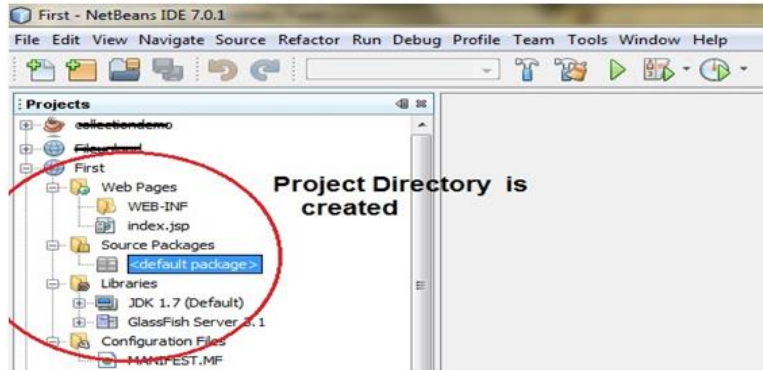 First - NetBeans IDE 7.0.1
File Edit View Navigate Source Refactor Run Debug Profile Team Tools Window Help
Projects
collectiondemo
First
Web Pages
WEB-INF
index.jsp
Source Packages
<default package>
Libraries
JDK 1.7 (Default)
GlassFish Server 3.1
Configuration Files
MANIFEST.MF
Project Directory is
created